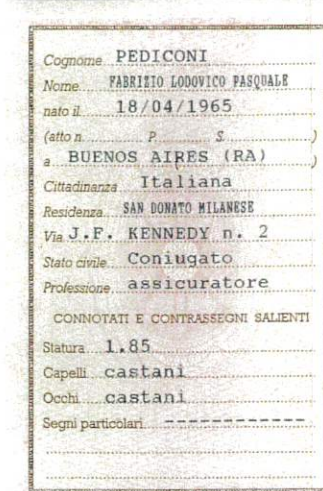 Cognome PEDICONI
Nome FABRIZIO LODOVICO PASQUALE
nato il 18/04/1965
(atto n. P. S. )
a BUENOS AIRES (RA) )
Cittadinanza Italiana
Residenza SAN DONATO MILANESE
Via J.F. KENNEDY n. 2
Stato civile Coniugato
Professione assicuratore
CONNOTATI E CONTRASSEGNI SALIENTI
Statura 1.85
Capelli castani
Occhi castani
Segni particolari ------------